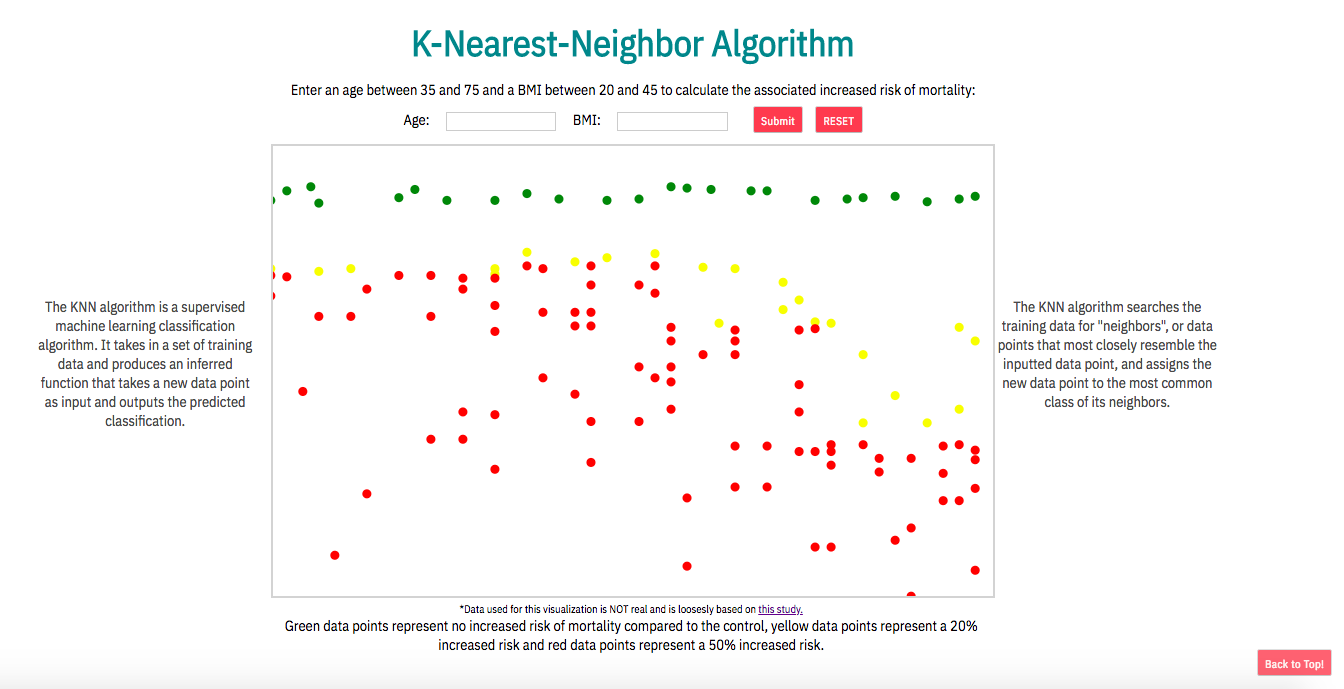 K-Nearest-Neighbor Algorithm
Enter an age between 35 and 75 and a BMI between 20 and 45 to calculate the associated increased risk of mortality:
Age: BMI: Submit RESET
The KNN algorithm is a supervised
machine learning classification
algorithm. It takes in a set of training
data and produces an inferred
function that takes a new data point
as input and outputs the predicted
classification.
The KNN algorithm searches the
training data for "neighbors", or data
points that most closely resemble the
inputted data point, and assigns the
new data point to the most common
class of its neighbors.
*Data used for this visualization is NOT real and is loosesly based on this study.
Green data points represent no increased risk of mortality compared to the control, yellow data points represent a 20%
increased risk and red data points represent a 50% increased risk.
Back to Top!